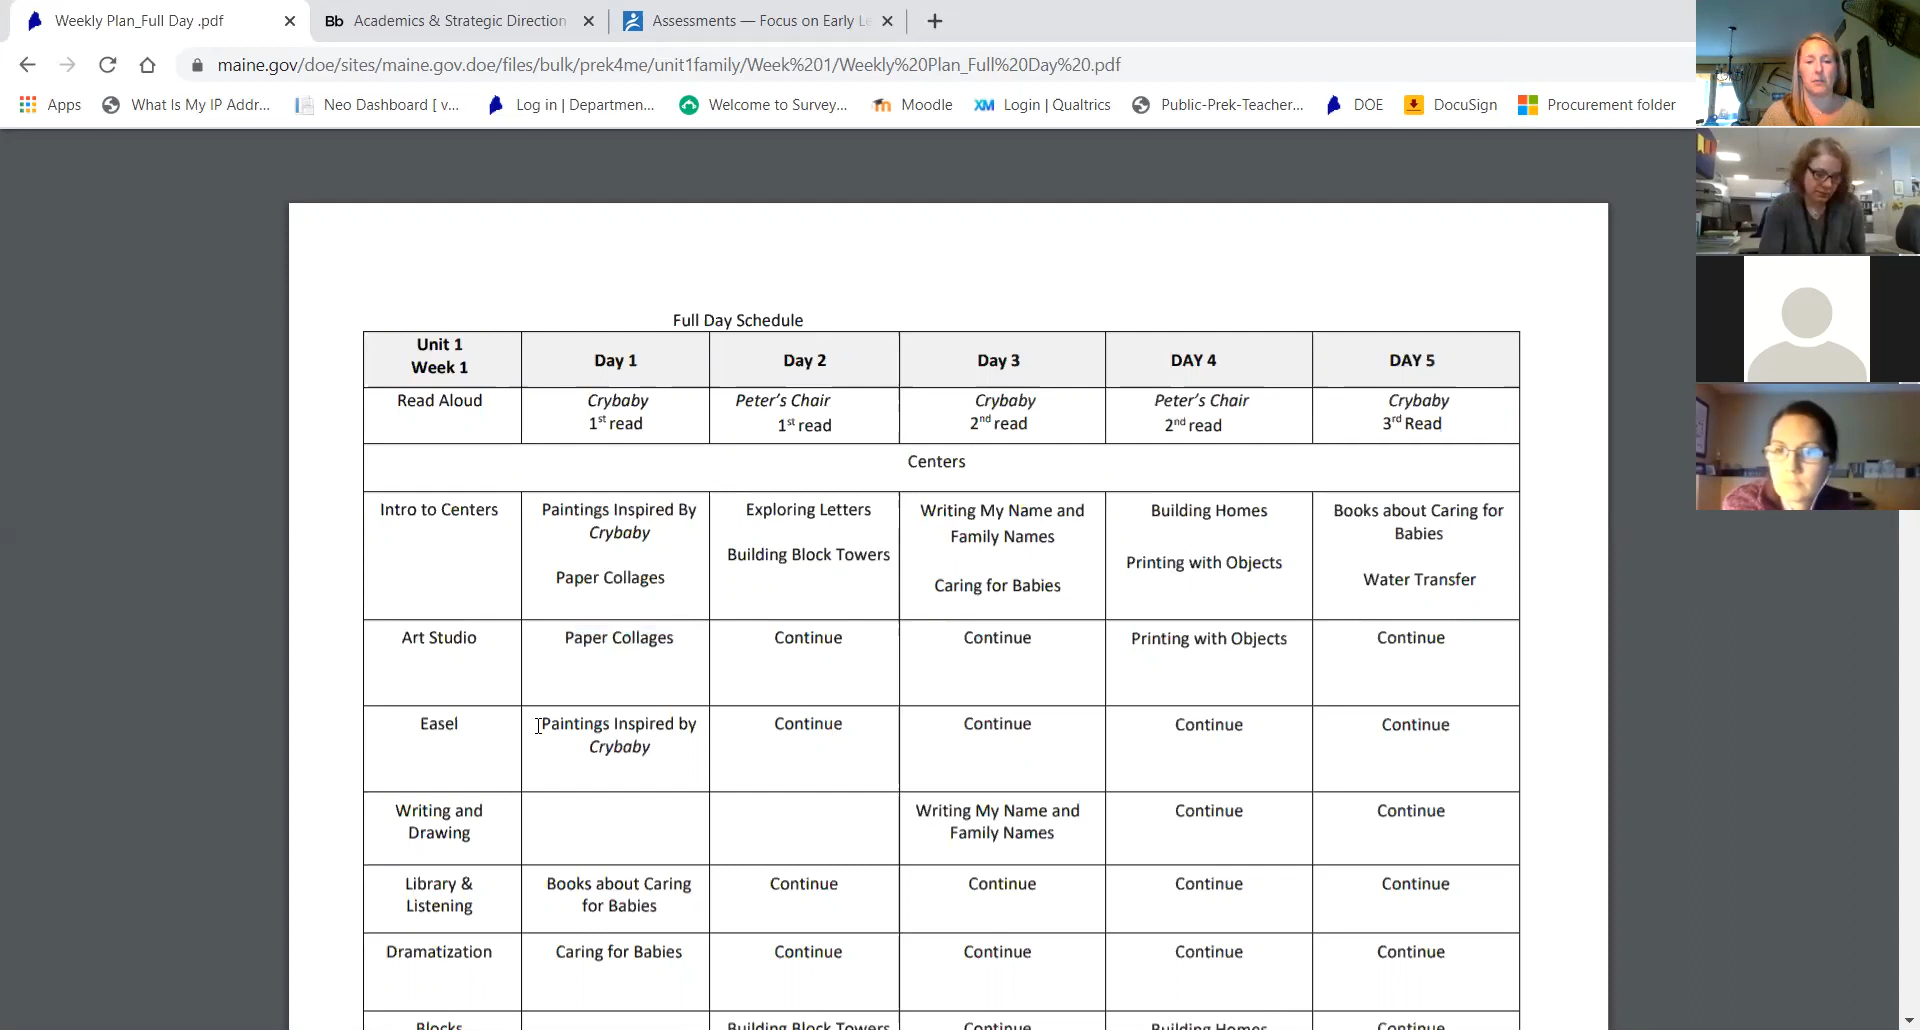 Weekly Plan_Full Day .pdf
Bb Academics & Strategic Direction
Assessments — Focus on Early Le
maine.gov/doe/sites/maine.gov.doe/files/bulk/prek4me/unit1family/Week%201/Weekly%20Plan_Full%20Day%20.pdf
Apps What Is My IP Addr... Neo Dashboard [ v... Log in | Departmen... Welcome to Survey... Moodle XM Login | Qualtrics Public-Prek-Teacher... DOE DocuSign Procurement folder
Full Day Schedule
Unit 1
Week 1
Day 1
Day 2
Day 3
DAY 4
DAY 5
Read Aloud
Crybaby
1st read
Peter's Chair
1st read
Crybaby
2nd read
Peter's Chair
2nd read
Crybaby
3rd Read
Centers
Intro to Centers
Paintings Inspired By
Crybaby
Paper Collages
Exploring Letters
Building Block Towers
Writing My Name and
Family Names
Caring for Babies
Building Homes
Printing with Objects
Books about Caring for
Babies
Water Transfer
Art Studio
Paper Collages
Continue
Continue
Printing with Objects
Continue
Easel
Paintings Inspired by
Crybaby
Continue
Continue
Continue
Continue
Writing and
Drawing
Writing My Name and
Family Names
Continue
Continue
Library &
Listening
Books about Caring
for Babies
Continue
Continue
Continue
Continue
Dramatization
Caring for Babies
Continue
Continue
Continue
Continue
Blocks
Building Block Towers
Continue
Building Homes
Continue